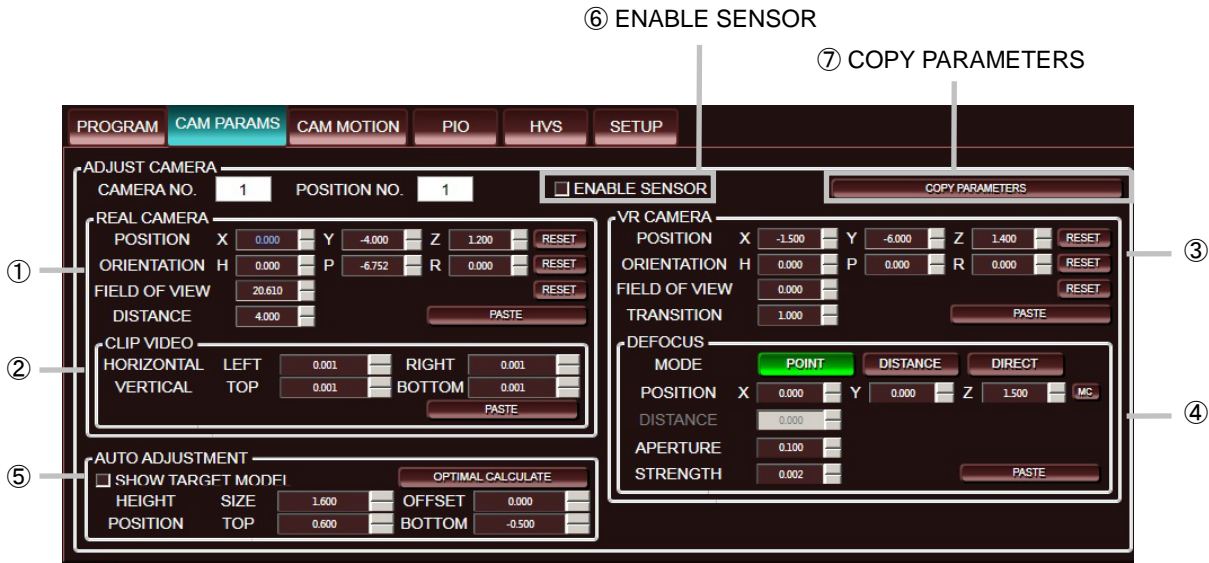 ⑥ ENABLE SENSOR
⑦ COPY PARAMETERS
PROGRAM CAM PARAMS CAM MOTION PIO HVS SETUP
ADJUST CAMERA
CAMERA NO. 1 POSITION NO. 1 ENABLE SENSOR COPY PARAMETERS
REAL CAMERA
POSITION X 0.000 Y -4.000 Z 1.200 RESET
① ORIENTATION H 0.000 P -6.752 R 0.000 RESET
FIELD OF VIEW 20.610 RESET
DISTANCE 4.000 PASTE
② CLIP VIDEO
HORIZONTAL LEFT 0.001 RIGHT 0.001
VERTICAL TOP 0.001 BOTTOM 0.001
PASTE
⑤ AUTO ADJUSTMENT
SHOW TARGET MODEL OPTIMAL CALCULATE
HEIGHT SIZE 1.600 OFFSET 0.000
POSITION TOP 0.600 BOTTOM -0.500
VR CAMERA
POSITION X -1.500 Y -6.000 Z 1.400 RESET ③
ORIENTATION H 0.000 P 0.000 R 0.000 RESET
FIELD OF VIEW 0.000 RESET
TRANSITION 1.000 PASTE
DEFOCUS
MODE POINT DISTANCE DIRECT
POSITION X 0.000 Y 0.000 Z 1.500 MC
DISTANCE 0.000 ④
APERTURE 0.100
STRENGTH 0.002 PASTE